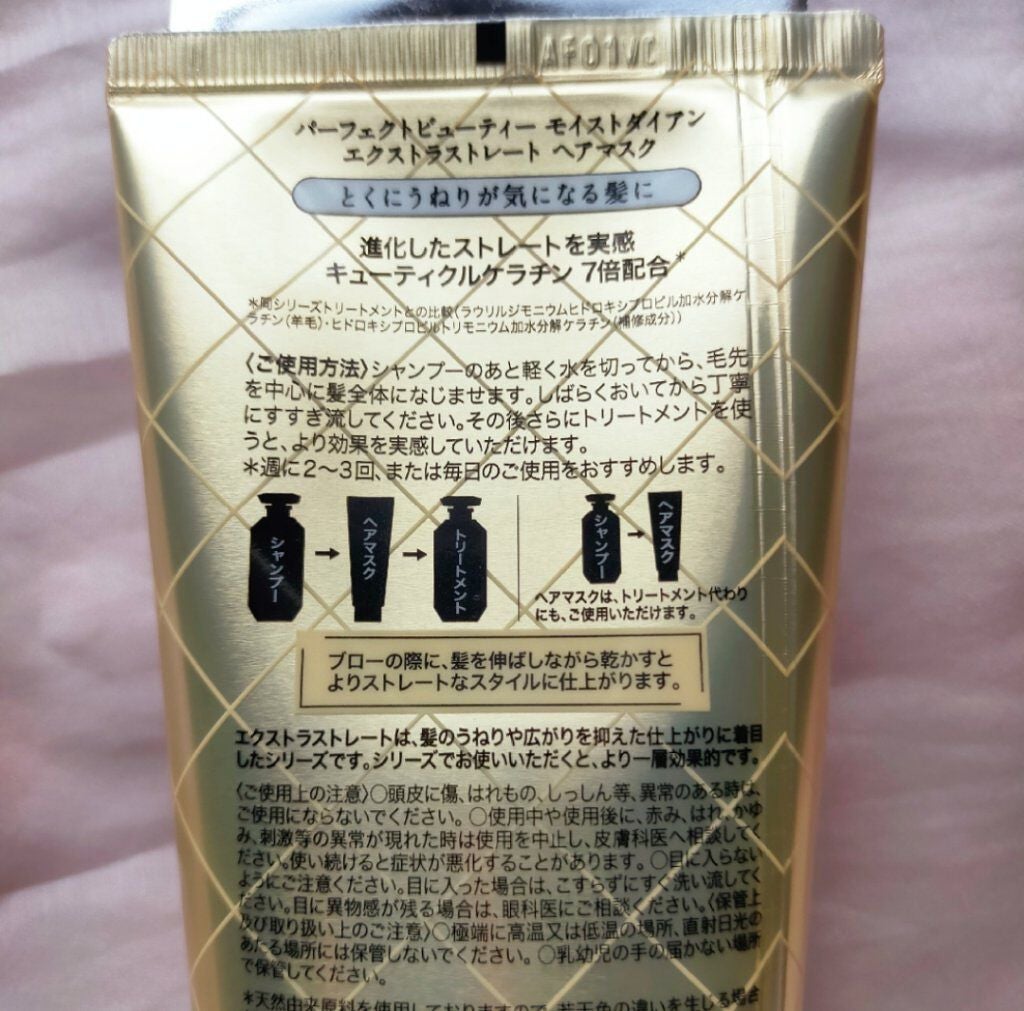 AF01VC
パーフェクトビューティー モイストダイアン
エクストラストレート ヘアマスク
とくにうねりが気になる髪に
進化したストレートを実感
キューティクルケラチン 7倍配合*
*同シリーズトリートメントとの比較(ラウリルジモニウムヒドロキシプロピル加水分解ケ
ラチン(羊毛)・ヒドロキシプロピルトリモニウム加水分解ケラチン(補修成分))
〈ご使用方法〉シャンプーのあと軽く水を切ってから、毛先
を中心に髪全体になじませます。しばらくおいてから丁寧
にすすぎ流してください。その後さらにトリートメントを使
うと、より効果を実感していただけます。
*週に2〜3回、または毎日のご使用をおすすめします。
シャンプー→ヘアマスク→トリートメント
シャンプー→ヘアマスク
ヘアマスクは、トリートメント代わり
にも、ご使用いただけます。
ブローの際に、髪を伸ばしながら乾かすと
よりストレートなスタイルに仕上がります。
エクストラストレートは、髪のうねりや広がりを抑えた仕上がりに着目
したシリーズです。シリーズでお使いいただくと、より一層効果的です。
〈ご使用上の注意〉○頭皮に傷、はれもの、しっしん等、異常のある時は、
ご使用にならないでください。○使用中や使用後に、赤み、はれ、かゆ
み、刺激等の異常が現れた時は使用を中止し、皮膚科医へ相談してく
ださい。使い続けると症状が悪化することがあります。○目に入らない
ようにご注意ください。目に入った場合は、こすらずにすぐ洗い流してく
ださい。目に異物感が残る場合は、眼科医にご相談ください。〈保管上
及び取り扱い上のご注意〉○極端に高温又は低温の場所、直射日光の
あたる場所には保管しないでください。○乳幼児の手の届かない場所
で保管してください。
*天然由来原料を使用しておりますので、若干色の違いを生じる場合